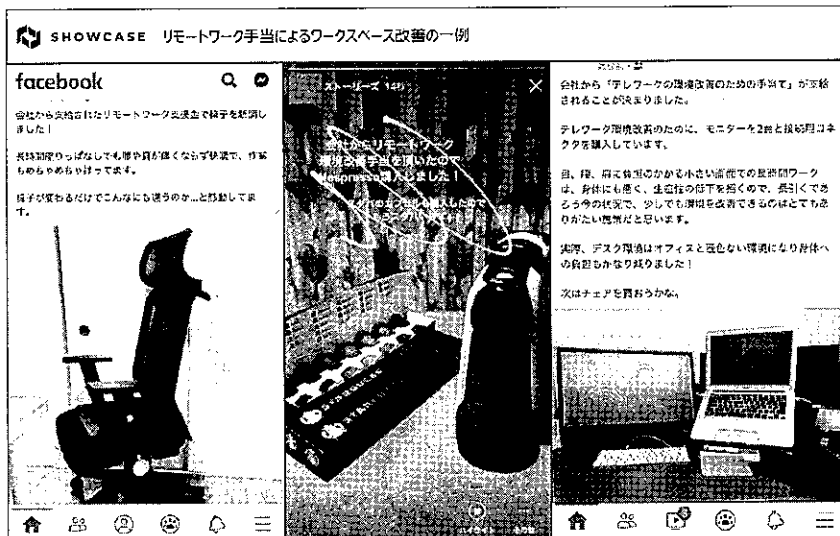 SHOWCASE リモートワーク手当によるワークスペース改善の一例
facebook
会社から支給されたリモートワーク支援金で椅子を新調し
ました！
長時間座りっぱなしでも腰や肩が痛くならず快適で、作業
もめちゃめちゃ捗ってます。
椅子が変わるだけでこんなにも違うのか...と感動してま
す。
ストーリーズ
会社からリモートワーク
環境改善手当を頂いたので
Nespresso購入しました！
会社から「テレワークの環境改善のための手当て」が支給
されることが決まりました。
テレワーク環境改善のために、モニターを2台と接続用コネ
クタを購入しています。
目、腰、肩に負担のかかる小さい画面での長時間ワーク
は、身体にも悪く、生産性の低下を招くので、長引くであ
ろう今の状況で、少しでも環境を改善できるのはとてもあ
りがたい施策だと思います。
実際、デスク環境はオフィスと遜色ない環境になり身体へ
の負担もかなり減りました！
次はチェアを買おうかな。
STARBUCKS
ハイライト